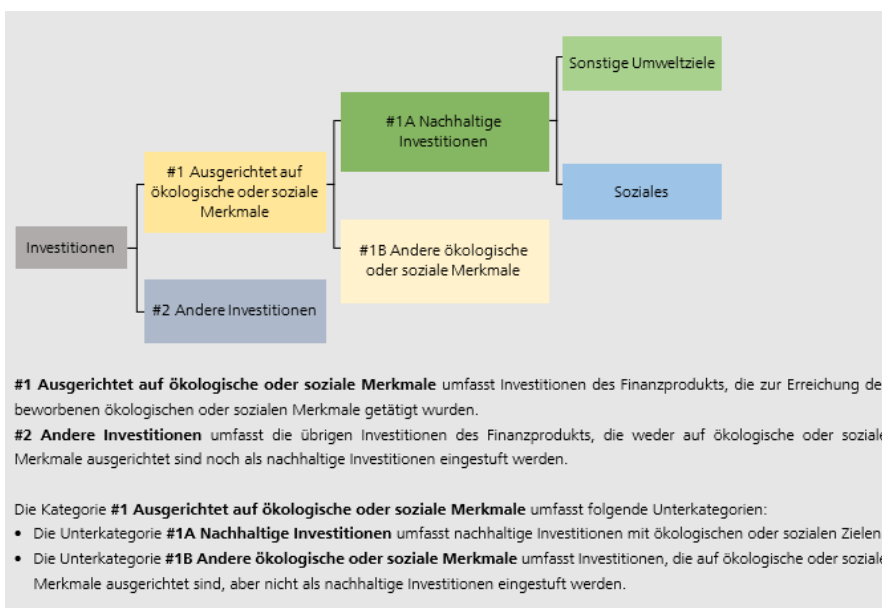 Sonstige Umweltziele
#1A Nachhaltige
Investitionen
#1 Ausgerichtet auf
ökologische oder soziale
Merkmale
Soziales
Investitionen
#1B Andere ökologische
oder soziale Merkmale
#2 Andere Investitionen
#1 Ausgerichtet auf ökologische oder soziale Merkmale umfasst Investitionen des Finanzprodukts, die zur Erreichung de
beworbenen ökologischen oder sozialen Merkmale getätigt wurden.
#2 Andere Investitionen umfasst die übrigen Investitionen des Finanzprodukts, die weder auf ökologische oder soziale
Merkmale ausgerichtet sind noch als nachhaltige Investitionen eingestuft werden.
Die Kategorie #1 Ausgerichtet auf ökologische oder soziale Merkmale umfasst folgende Unterkategorien:
• Die Unterkategorie #1A Nachhaltige Investitionen umfasst nachhaltige Investitionen mit ökologischen oder sozialen Zielen
• Die Unterkategorie #1B Andere ökologische oder soziale Merkmale umfasst Investitionen, die auf ökologische oder soziale
Merkmale ausgerichtet sind, aber nicht als nachhaltige Investitionen eingestuft werden.